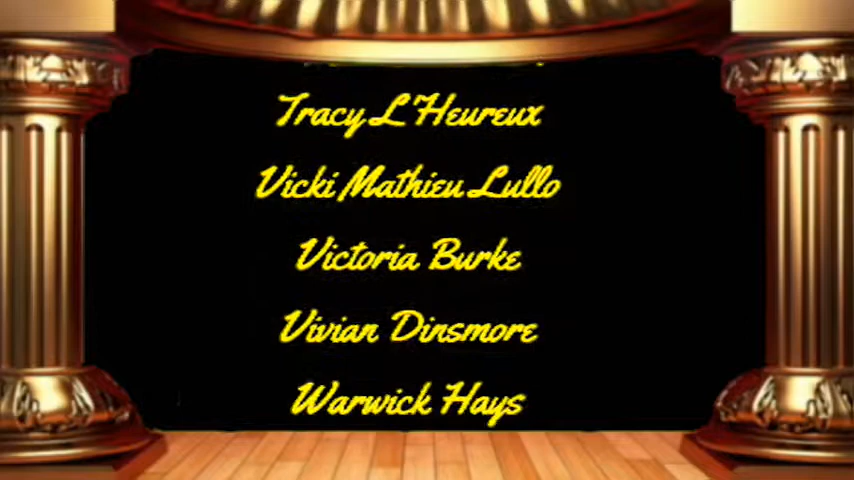 Tracy L'Heureux
Vicki Mathieu Lullo
Victoria Burke
Vivian Dinsmore
Warwick Hays